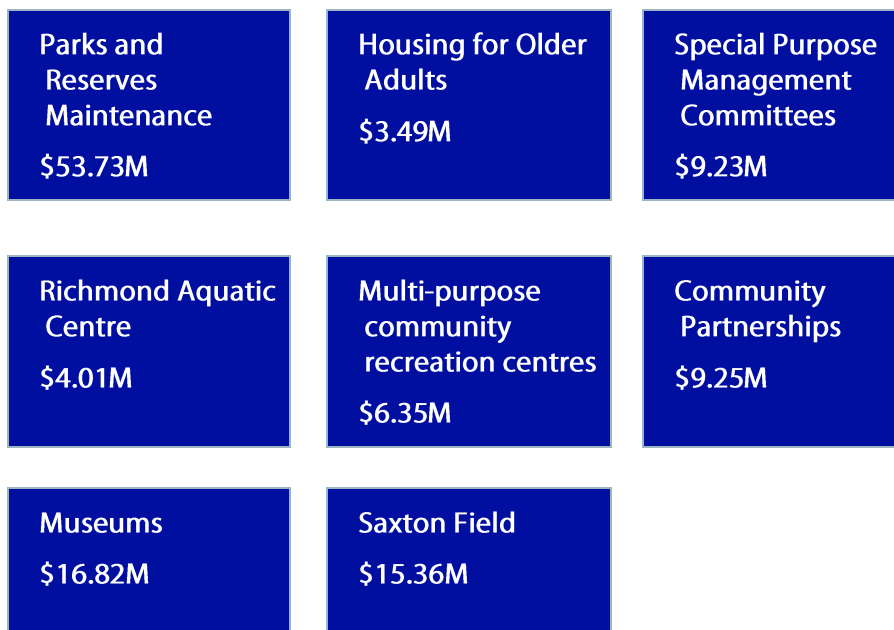 Parks and
Reserves
Maintenance
$53.73M
Housing for Older
Adults
$3.49M
Special Purpose
Management
Committees
$9.23M
Richmond Aquatic
Centre
$4.01M
Multi-purpose
community
recreation centres
$6.35M
Community
Partnerships
$9.25M
Museums
$16.82M
Saxton Field
$15.36M